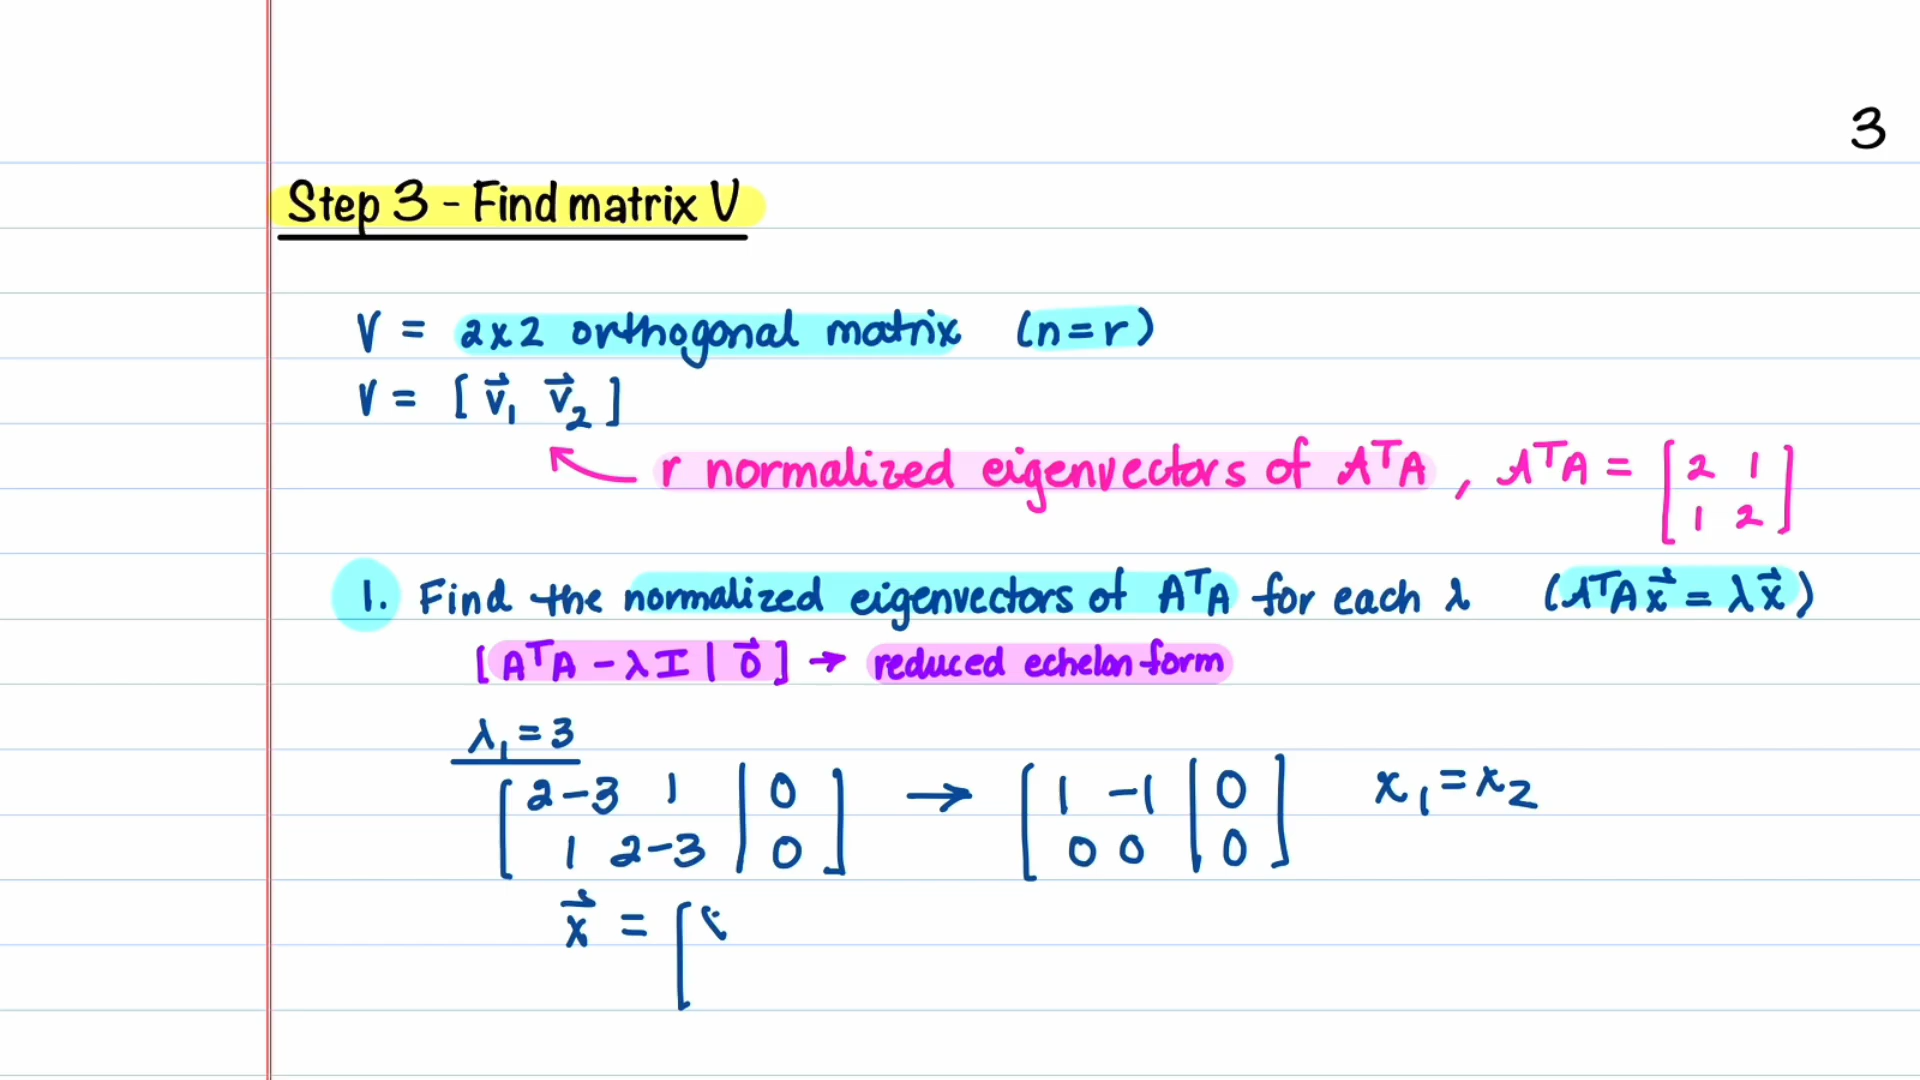 3
Step 3 - Find matrix V
V = 2x2 orthogonal matrix (n=r)
V = [ v⃗₁ v⃗₂ ]
r normalized eigenvectors of AᵀA , AᵀA = [ 2 1
1 2 ]
1. Find the normalized eigenvectors of AᵀA for each λ (AᵀAx⃗ = λx⃗)
[ AᵀA - λI | 0⃗ ] → reduced echelon form
λ₁ = 3
[ 2-3 1 | 0 ] → [ 1 -1 | 0 ] x₁ = x₂
[ 1 2-3 | 0 ] [ 0 0 | 0 ]
x⃗ = [